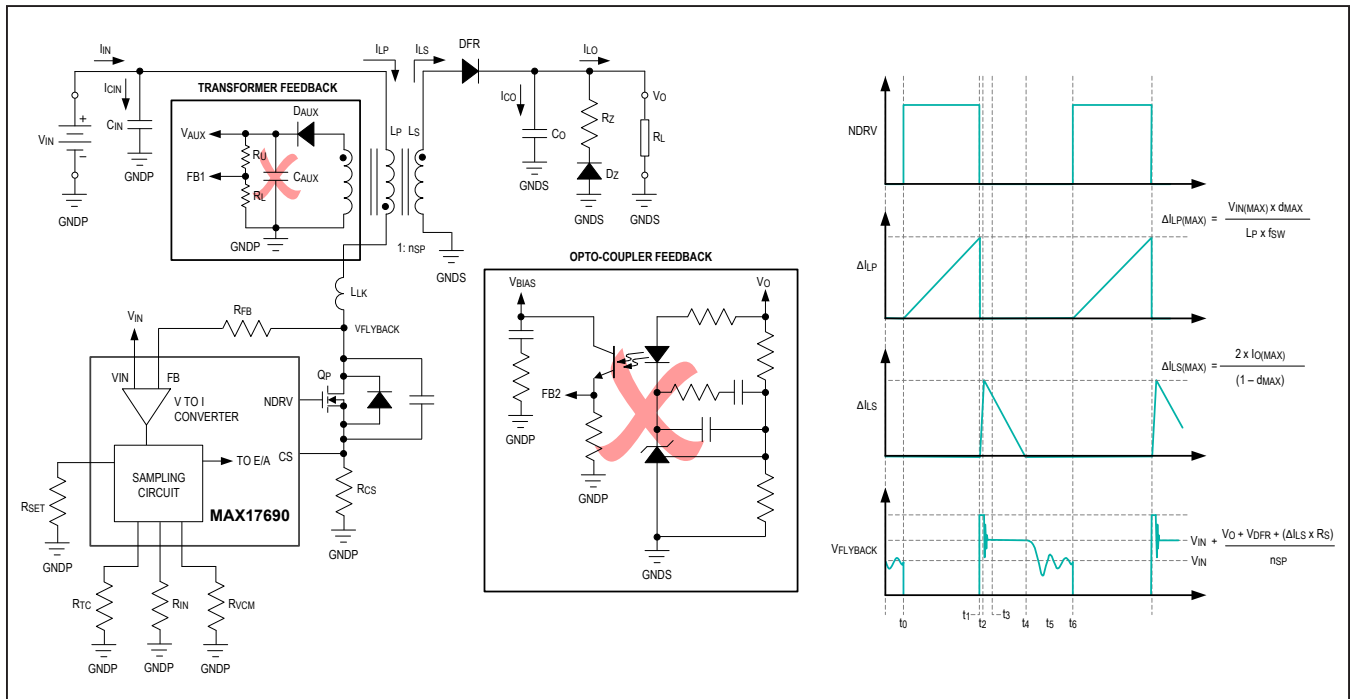 IIN
ICIN
VIN
+
−
CIN
GNDP
GNDP
TRANSFORMER FEEDBACK
DAUX
VAUX
RU
CAUX
FB1
RL
GNDP
ILP
ILS
DFR
LP
LS
1: nSP
GNDS
ICO
CO
GNDS
ILO
RZ
DZ
GNDS
VO
RL
GNDS
LLK
VFLYBACK
RFB
VIN
VIN
FB
V TO I
CONVERTER
NDRV
QP
SAMPLING
CIRCUIT
TO E/A
CS
MAX17690
RSET
GNDP
RCS
GNDP
RTC
RIN
RVCM
GNDP
GNDP
GNDP
OPTO-COUPLER FEEDBACK
VBIAS
VO
GNDP
FB2
GNDP
GNDS
NDRV
ΔILP
ΔILP(MAX) = VIN(MAX) x dMAX
LP x fSW
ΔILS
ΔILS(MAX) = 2 x IO(MAX)
(1 – dMAX)
VFLYBACK
VIN + VO + VDFR + (ΔILS x RS)
nSP
VIN
t0
t1
t2
t3
t4
t5
t6